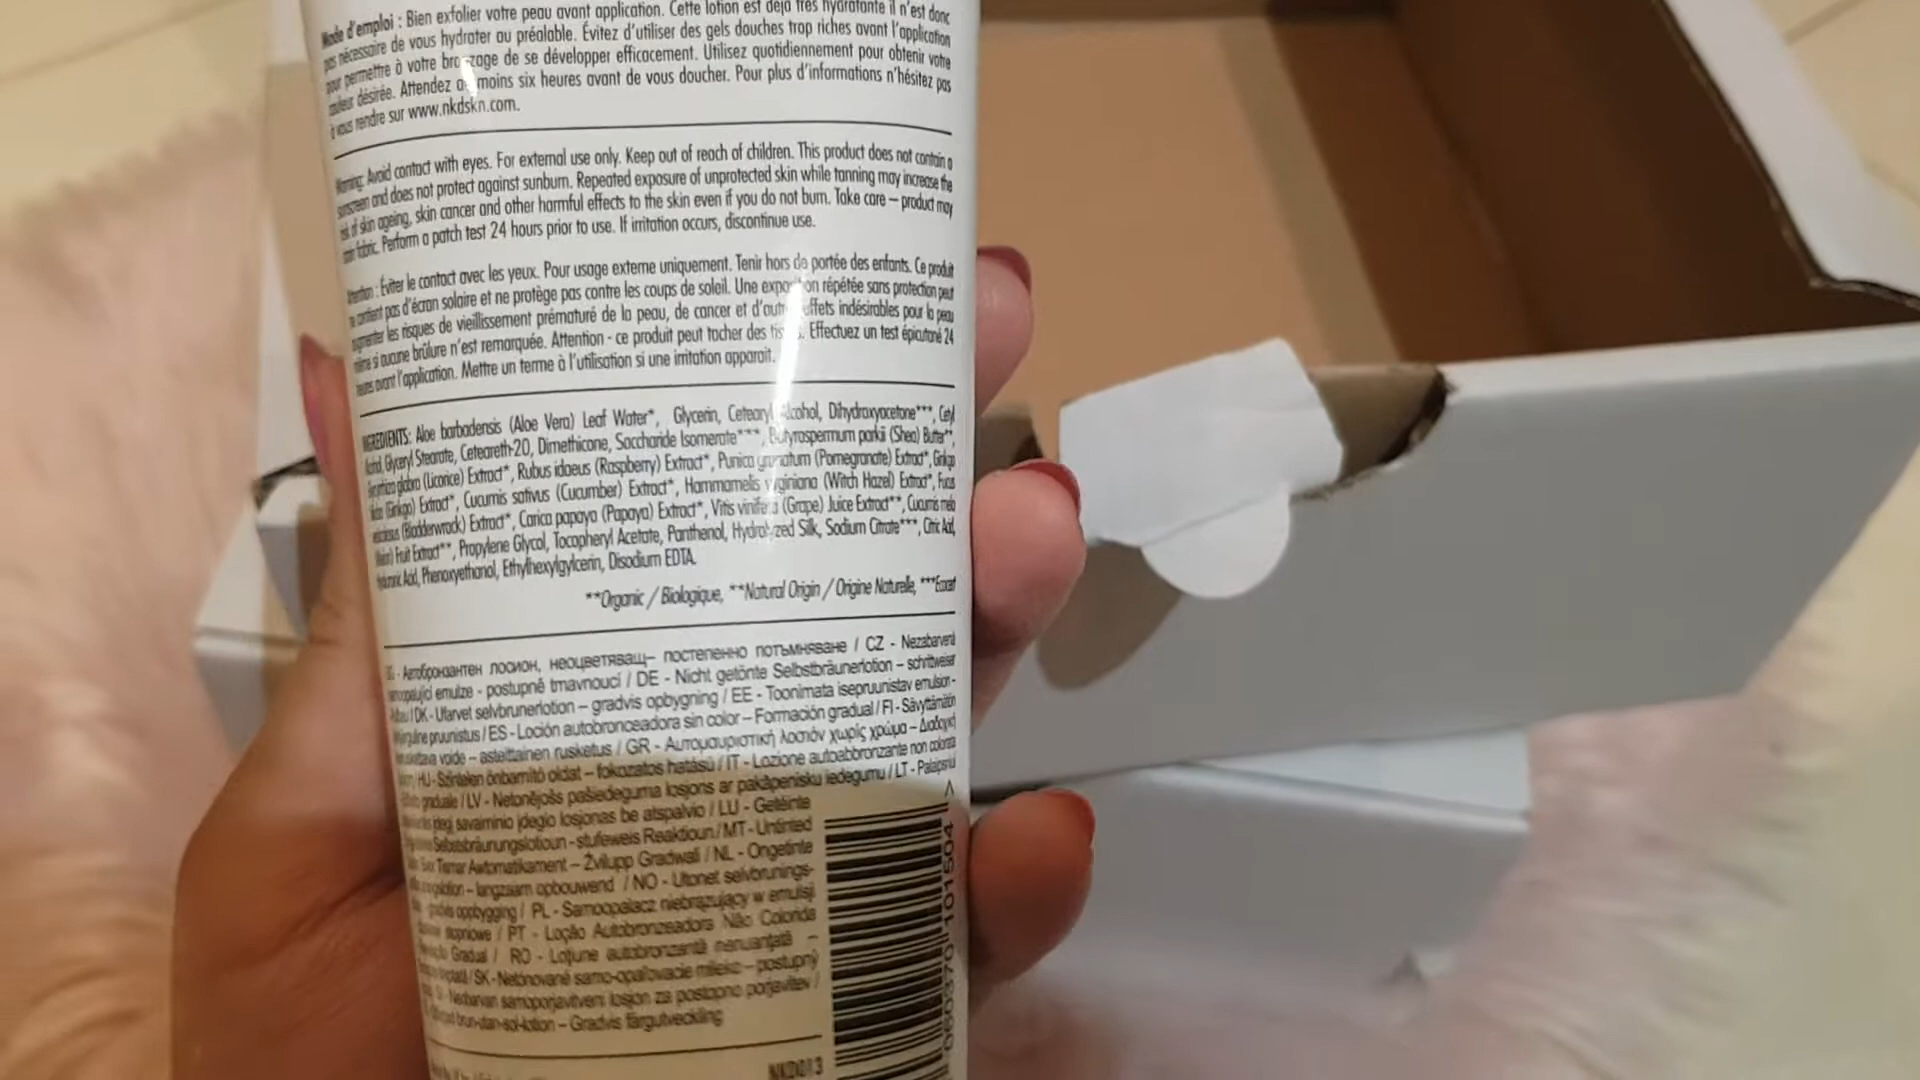 Mode d'emploi : Bien exfolier votre peau avant application. Cette lotion est déjà très hydratante il n'est donc
pas nécessaire de vous hydrater au préalable. Évitez d'utiliser des gels douches trop riches avant l'application
pour permettre à votre bronzage de se développer efficacement. Utilisez quotidiennement pour obtenir votre
couleur désirée. Attendez au moins six heures avant de vous doucher. Pour plus d'informations n'hésitez pas
à vous rendre sur www.nkdskn.com.
Warning: Avoid contact with eyes. For external use only. Keep out of reach of children. This product does not contain a
sunscreen and does not protect against sunburn. Repeated exposure of unprotected skin while tanning may increase the
risk of skin ageing, skin cancer and other harmful effects to the skin even if you do not burn. Take care – product may
stain fabric. Perform a patch test 24 hours prior to use. If irritation occurs, discontinue use.
Attention : Éviter le contact avec les yeux. Pour usage externe uniquement. Tenir hors de portée des enfants. Ce produit
ne contient pas d'écran solaire et ne protège pas contre les coups de soleil. Une exposition répétée sans protection peut
augmenter les risques de vieillissement prématuré de la peau, de cancer et d'autres effets indésirables pour la peau
même si aucune brûlure n'est remarquée. Attention - ce produit peut tacher des tissus. Effectuez un test épicutané 24
heures avant l'application. Mettre un terme à l'utilisation si une irritation apparait.
INGREDIENTS: Aloe barbadensis (Aloe Vera) Leaf Water*, Glycerin, Cetearyl Alcohol, Dihydroxyacetone***, Cetyl
Alcohol, Glyceryl Stearate, Ceteareth-20, Dimethicone, Saccharide Isomerate***, Butyrospermum parkii (Shea) Butter**,
glabra (Licorice) Extract*, Rubus idaeus (Raspberry) Extract*, Punica granatum (Pomegranate) Extract*, Ginkgo
biloba (Ginkgo) Extract*, Cucumis sativus (Cucumber) Extract*, Hammamelis virginiana (Witch Hazel) Extract*, Fucus
(Bladderwrack) Extract*, Carica papaya (Papaya) Extract*, Vitis vinifera (Grape) Juice Extract**, Cucumis melo
(Melon) Fruit Extract**, Propylene Glycol, Tocopheryl Acetate, Panthenol, Hydrolyzed Silk, Sodium Citrate***, Citric Acid,
Acid, Phenoxyethanol, Ethylhexylgylcerin, Disodium EDTA.
**Organic / Biologique, **Natural Origin / Origine Naturelle, ***Ecocert
- Автобронзантен лосион, неоцветяващ– постепенно потъмняване / CZ - Nezabarvená
emulze - postupně tmavnoucí / DE - Nicht getönte Selbstbräunerlotion – schrittweiser
/ DK - Ufarvet selvbrunerlotion – gradvis opbygning / EE - Toonimata isepruunistav emulsioon -
pruunistus / ES - Loción autobronceadora sin color – Formación gradual / FI - Sävyttämätön
voide – asteittainen rusketus / GR - Αυτομαυριστική λοσιόν χωρίς χρώμα – Διαδοχική
/ HU - Színtelen önbarnító oldat – fokozatos hatású / IT - Lozione autoabbronzante non colorata
graduale / LV - Netonējošs pašiedeguma losjons ar pakāpenisku iedegumu / LT - Palaipsniui
įdegį savaiminio įdegio losjonas be atspalvio / LU - Getéinte
Selbstbräunungslotioun - stufeweis Reaktioun / MT - Untinted
Awtomatikament – Żvilupp Gradwali / NL - Ongetinte
– langzaam opbouwend / NO - Utonet selvbrunings-
oppbygging / PL - Samoopalacz niebrązujący w emulsji
stopniowe / PT - Loção Autobronzeadora Não Colorida
Gradual / RO - Loțiune autobronzantă nenuanțată –
/ SK - Netónované samo-opaľovacie mlieko – postupný
samoporjavitveni losjon za postopno porjavitev /
brun-utan-sol-lotion – Gradvis färgutveckling
060370 101504 >
NKD013